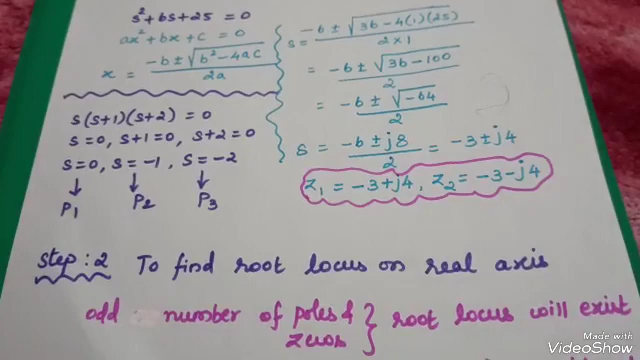 s² + 6s + 25 = 0
ax² + bx + c = 0
x = -b ± √b² - 4ac / 2a
s(s+1)(s+2) = 0
s=0, s+1=0, s+2=0
s=0, s=-1, s=-2
↓ ↓ ↓
P₁ P₂ P₃
s = -6 ± √36 - 4(1)(25) / 2×1
= -6 ± √36 - 100 / 2
= -6 ± √-64 / 2
s = -6 ± j8 / 2 = -3 ± j4
Z₁ = -3+j4, Z₂ = -3-j4
Step: 2 To find root locus on real axis
odd number of poles & zeros } root locus will exist
Made with
VideoShow